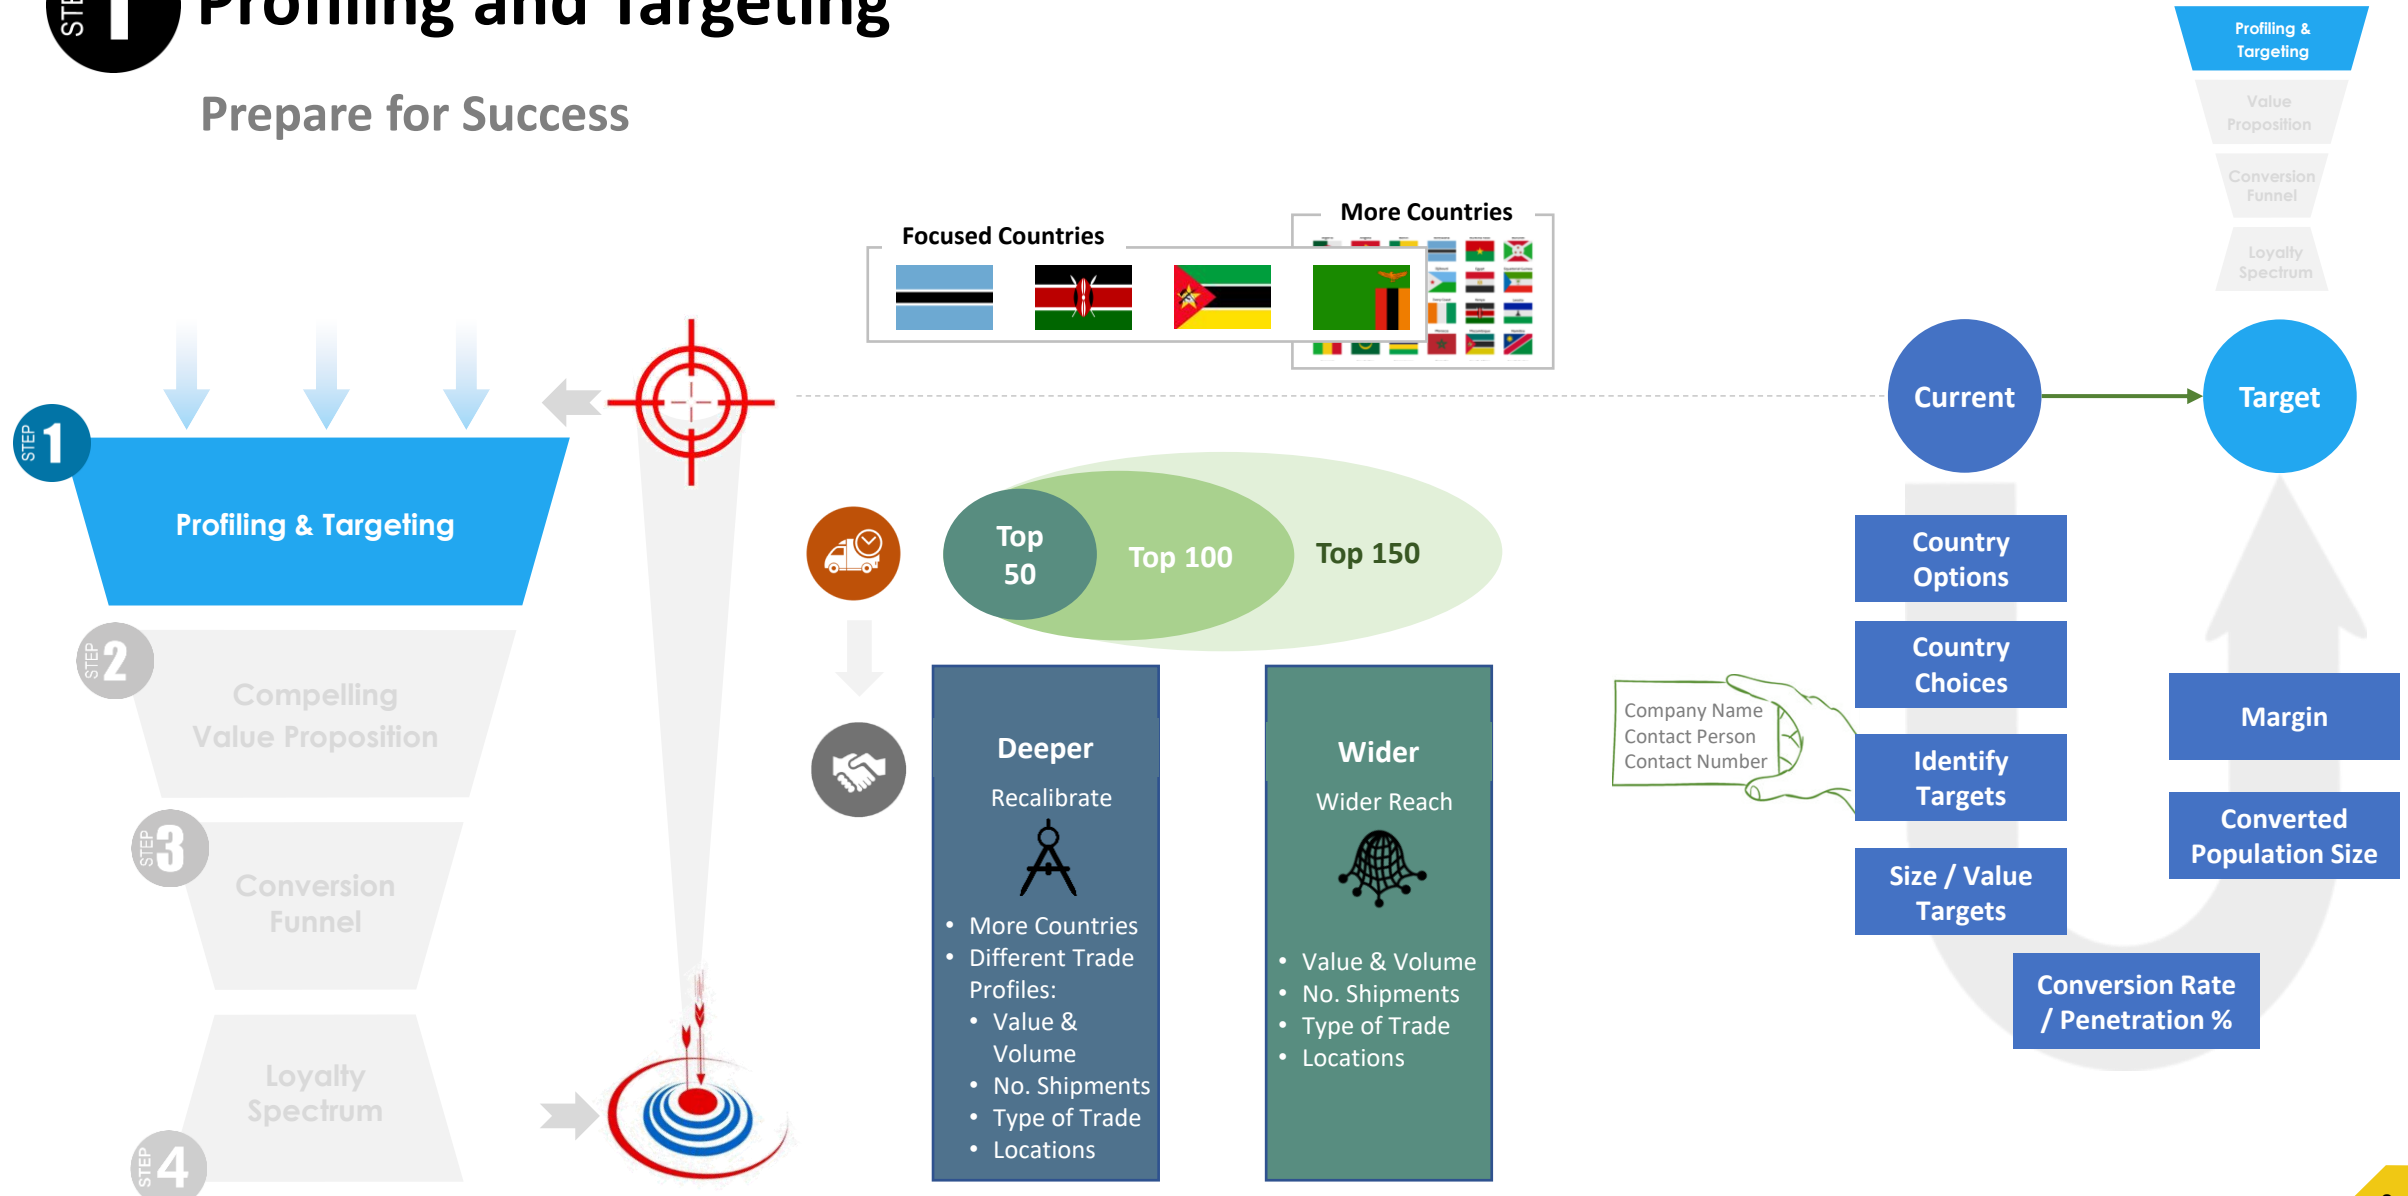 STEP
1
Profiling and Targeting
Prepare for Success
Profiling &
Targeting
Value
Proposition
Conversion
Funnel
Loyalty
Spectrum
Focused Countries
More Countries
STEP
1
Profiling & Targeting
STEP
2
Compelling
Value Proposition
STEP
3
Conversion
Funnel
Loyalty
Spectrum
STEP
4
Top
50
Top 100
Top 150
Deeper
Recalibrate
• More Countries
• Different Trade
Profiles:
• Value &
Volume
• No. Shipments
• Type of Trade
• Locations
Wider
Wider Reach
• Value & Volume
• No. Shipments
• Type of Trade
• Locations
Company Name
Contact Person
Contact Number
Current
Target
Country
Options
Country
Choices
Identify
Targets
Size / Value
Targets
Conversion Rate
/ Penetration %
Converted
Population Size
Margin